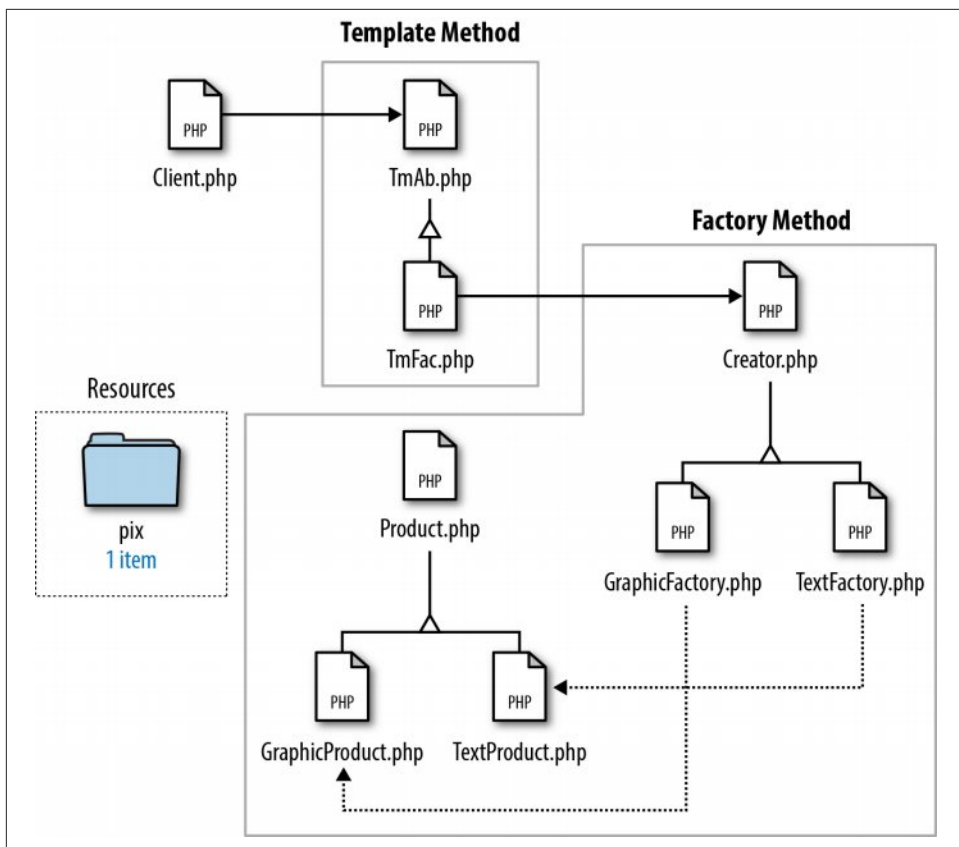 Template Method
PHP
Client.php
PHP
TmAb.php
Factory Method
PHP
TmFac.php
PHP
Creator.php
Resources
pix
1 item
PHP
Product.php
PHP
GraphicFactory.php
PHP
TextFactory.php
PHP
GraphicProduct.php
PHP
TextProduct.php